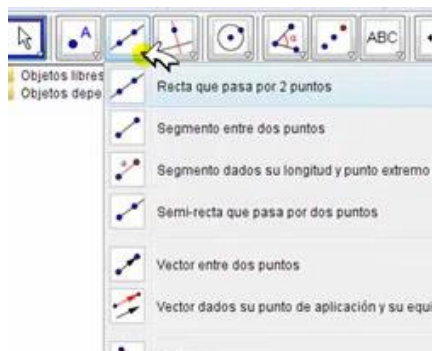 A
α
ABC
Objetos libres
Objetos depe
Recta que pasa por 2 puntos
Segmento entre dos puntos
Segmento dados su longitud y punto extremo
Semi-recta que pasa por dos puntos
Vector entre dos puntos
Vector dados su punto de aplicación y su equi